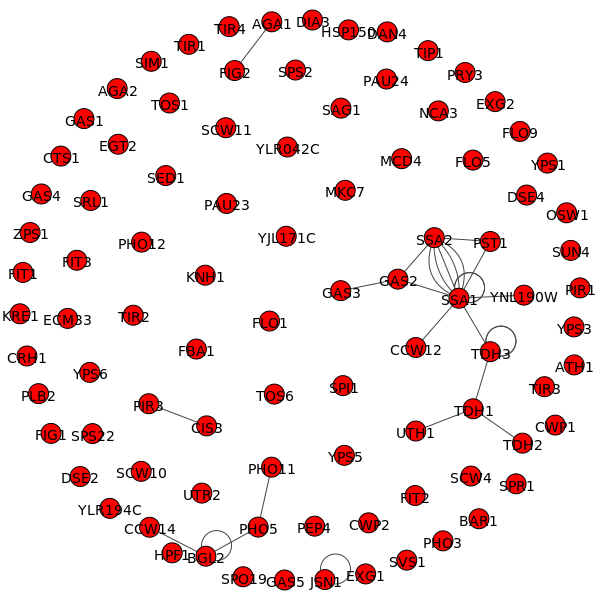 DIA3
AGA1
HSP150
TIR4
DAN4
TIR1
TIP1
SIM1
FIG2
SPS2
PRY3
PAU24
AGA2
TOS1
EXG2
SAG1
NCA3
GAS1
SCW11
FLO9
EGT2
YLR042C
CTS1
MCD4
FLO5
YPS1
SED1
MKC7
GAS4
SRL1
DSF4
PAU23
OSW1
ZPS1
YJL171C
SSA2
PHO12
PST1
SUN4
FIT3
FIT1
KNH1
GAS2
GAS3
PIR1
YNL190W
SSA1
KRE1
ECM33
TIR2
FLO1
YPS3
CCW12
FBA1
TDH3
CRH1
ATH1
YPS6
SPI1
TIR3
PLB2
TOS6
PIR3
TDH1
CIS3
CWP1
FIG1
SPS22
UTH1
TDH2
YPS5
PHO11
SCW10
DSE2
SCW4
SPR1
UTR2
FIT2
YLR194C
BAR1
CCW14
PHO5
PEP4
CWP2
PHO3
HPF1
BGL2
SVS1
SPO19
GAS5
JSN1
EXG1